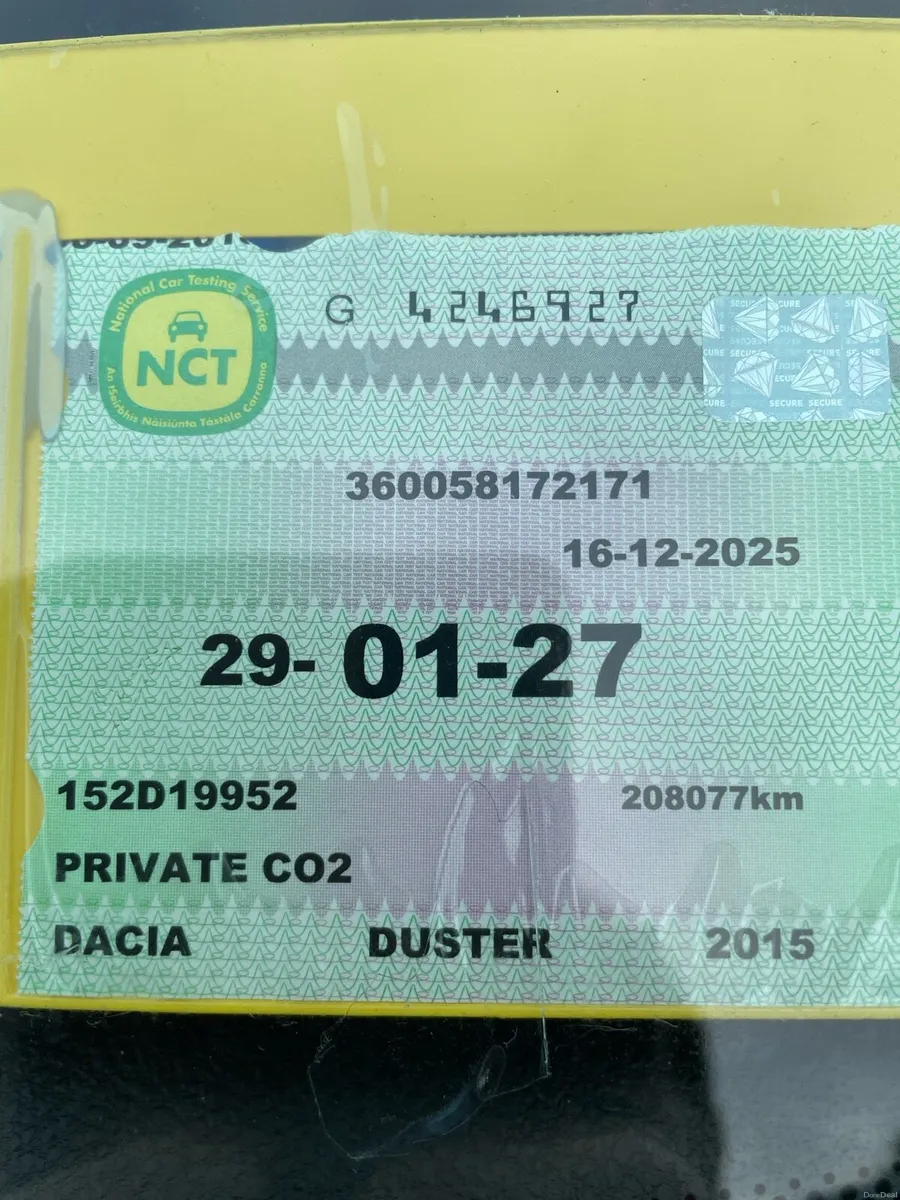 National Car Testing Service
NCT
An tSeirbhís Náisiúnta Tástála Carranna
G 4246927
SECURE SECURE
360058172171
16-12-2025
29-01-27
152D19952
208077km
PRIVATE CO2
DACIA DUSTER 2015
DoneDeal